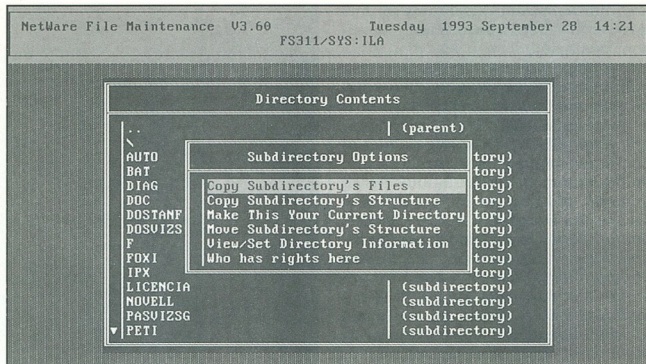 NetWare File Maintenance V3.60 Tuesday 1993 September 28 14:21
FS311/SYS:ILA
Directory Contents
.. (parent)
\
AUTO Subdirectory Options tory)
BAT tory)
DIAG Copy Subdirectory's Files tory)
DOC Copy Subdirectory's Structure tory)
DOSTANF Make This Your Current Directory tory)
DOSVIZS Move Subdirectory's Structure tory)
F View/Set Directory Information tory)
FOXI Who has rights here tory)
IPX tory)
LICENCIA (subdirectory)
NOVELL (subdirectory)
PASVIZSG (subdirectory)
▼ PETI (subdirectory)